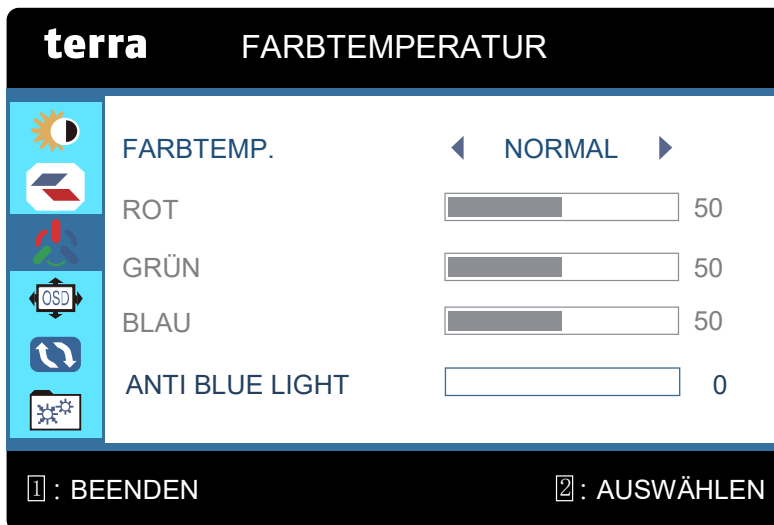 terra FARBTEMPERATUR
FARBTEMP. NORMAL
ROT 50
GRÜN 50
BLAU 50
OSD
ANTI BLUE LIGHT 0
1 : BEENDEN 2 : AUSWÄHLEN